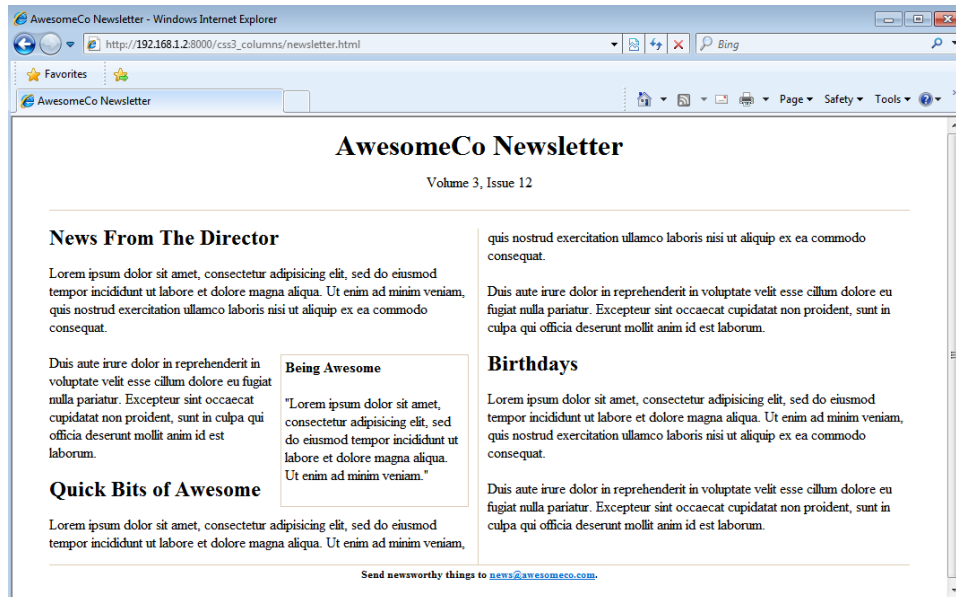 AwesomeCo Newsletter - Windows Internet Explorer
http://192.168.1.2:8000/css3_columns/newsletter.html
Bing
Favorites
AwesomeCo Newsletter
Page
Safety
Tools
AwesomeCo Newsletter
Volume 3, Issue 12
News From The Director
Lorem ipsum dolor sit amet, consectetur adipisicing elit, sed do eiusmod
tempor incididunt ut labore et dolore magna aliqua. Ut enim ad minim veniam,
quis nostrud exercitation ullamco laboris nisi ut aliquip ex ea commodo
consequat.
Duis aute irure dolor in reprehenderit in
voluptate velit esse cillum dolore eu fugiat
nulla pariatur. Excepteur sint occaecat
cupidatat non proident, sunt in culpa qui
officia deserunt mollit anim id est
laborum.
Being Awesome
"Lorem ipsum dolor sit amet,
consectetur adipisicing elit, sed
do eiusmod tempor incididunt ut
labore et dolore magna aliqua.
Ut enim ad minim veniam."
Quick Bits of Awesome
Lorem ipsum dolor sit amet, consectetur adipisicing elit, sed do eiusmod
tempor incididunt ut labore et dolore magna aliqua. Ut enim ad minim veniam,
quis nostrud exercitation ullamco laboris nisi ut aliquip ex ea commodo
consequat.
Duis aute irure dolor in reprehenderit in voluptate velit esse cillum dolore eu
fugiat nulla pariatur. Excepteur sint occaecat cupidatat non proident, sunt in
culpa qui officia deserunt mollit anim id est laborum.
Birthdays
Lorem ipsum dolor sit amet, consectetur adipisicing elit, sed do eiusmod
tempor incididunt ut labore et dolore magna aliqua. Ut enim ad minim veniam,
quis nostrud exercitation ullamco laboris nisi ut aliquip ex ea commodo
consequat.
Duis aute irure dolor in reprehenderit in voluptate velit esse cillum dolore eu
fugiat nulla pariatur. Excepteur sint occaecat cupidatat non proident, sunt in
culpa qui officia deserunt mollit anim id est laborum.
Send newsworthy things to news@awesomeco.com.